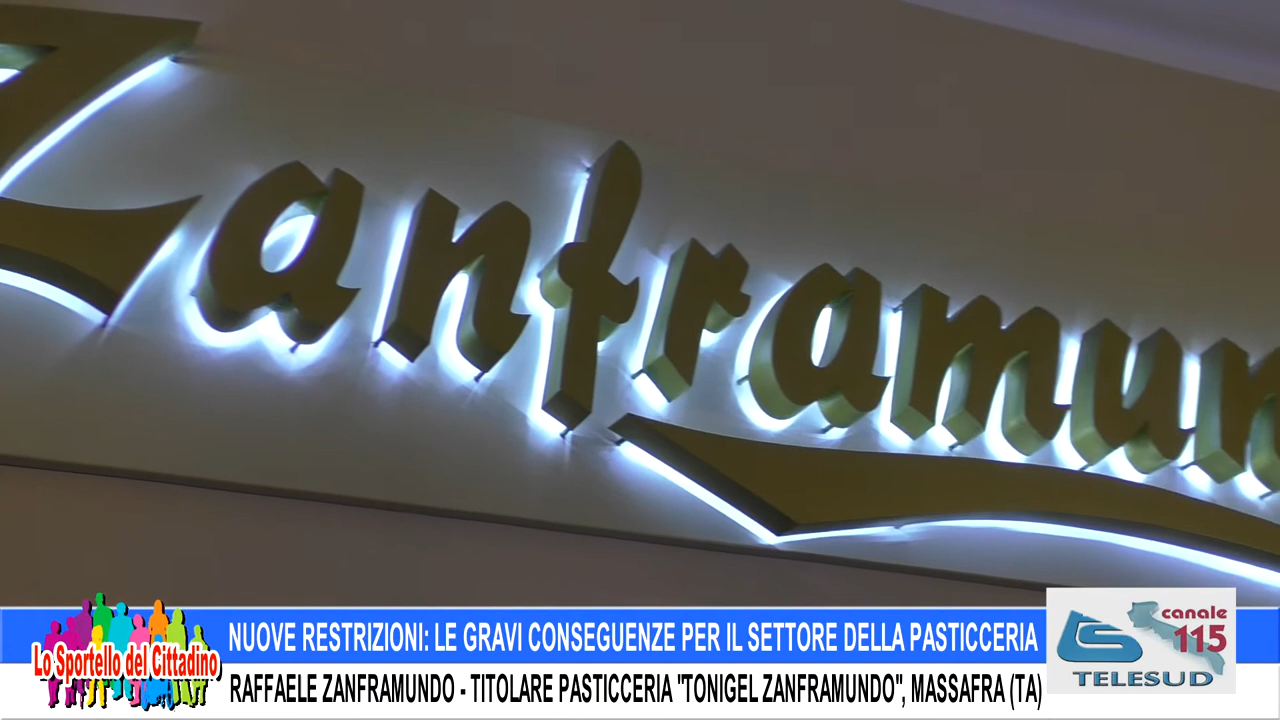 Zanframun
NUOVE RESTRIZIONI: LE GRAVI CONSEGUENZE PER IL SETTORE DELLA PASTICCERIA
Lo Sportello del Cittadino
RAFFAELE ZANFRAMUNDO - TITOLARE PASTICCERIA "TONIGEL ZANFRAMUNDO", MASSAFRA (TA)
canale
115
TS
TELESUD